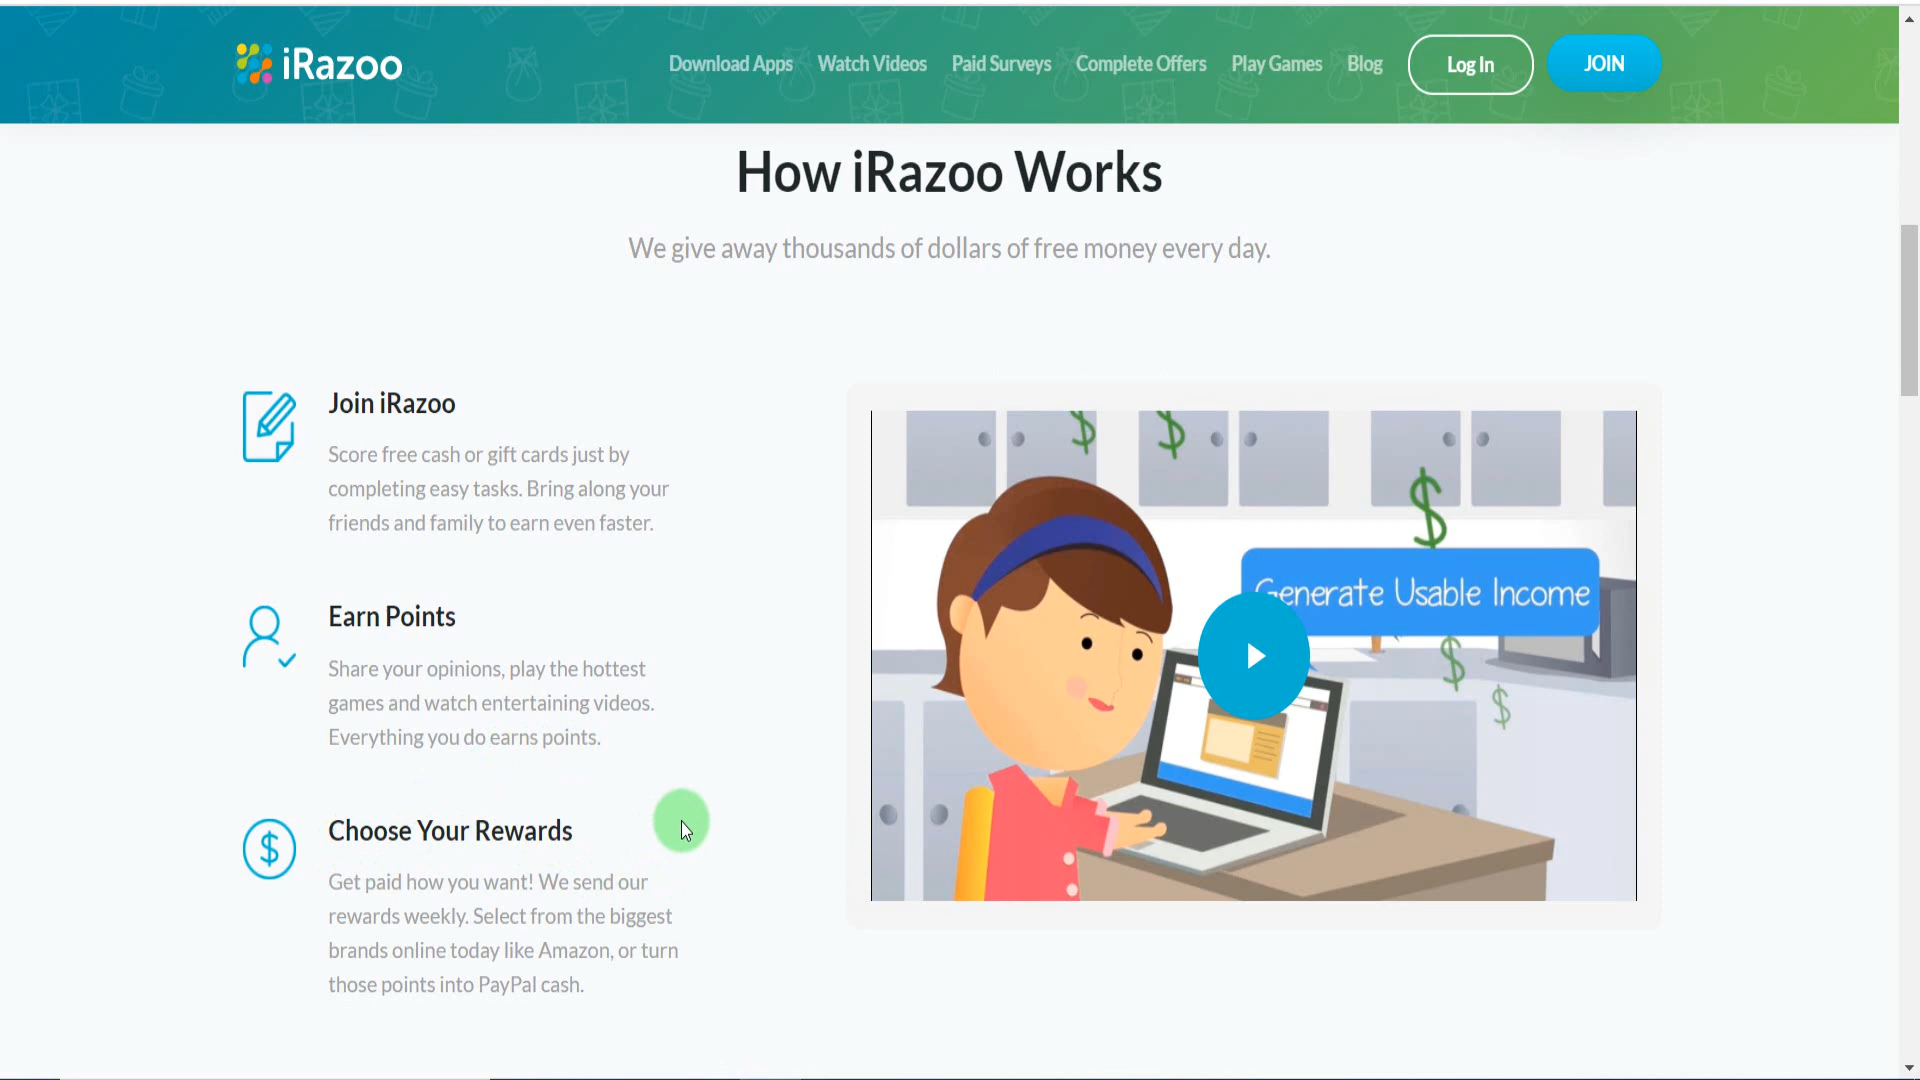 iRazoo
Download Apps Watch Videos Paid Surveys Complete Offers Play Games Blog Log In JOIN
How iRazoo Works
We give away thousands of dollars of free money every day.
Join iRazoo
Score free cash or gift cards just by
completing easy tasks. Bring along your
friends and family to earn even faster.
Earn Points
Share your opinions, play the hottest
games and watch entertaining videos.
Everything you do earns points.
Choose Your Rewards
Get paid how you want! We send our
rewards weekly. Select from the biggest
brands online today like Amazon, or turn
those points into PayPal cash.
Generate Usable Income